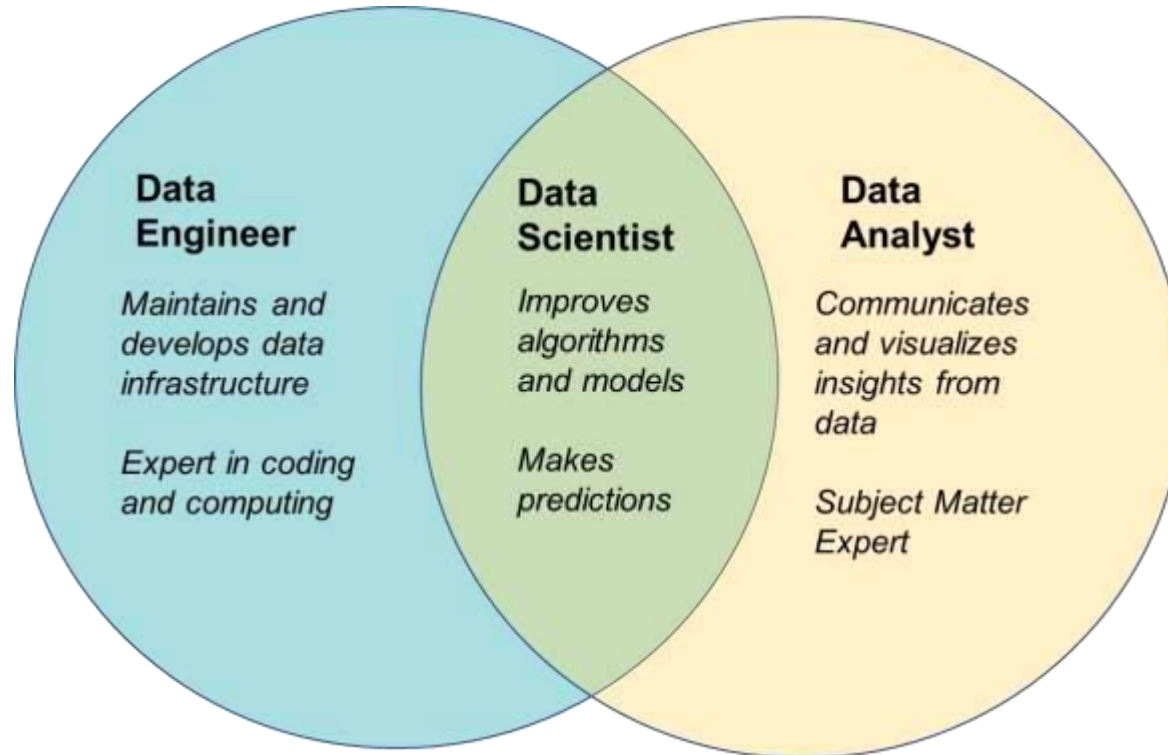 Data
Engineer
Maintains and
develops data
infrastructure
Expert in coding
and computing
Data
Scientist
Improves
algorithms
and models
Makes
predictions
Data
Analyst
Communicates
and visualizes
insights from
data
Subject Matter
Expert